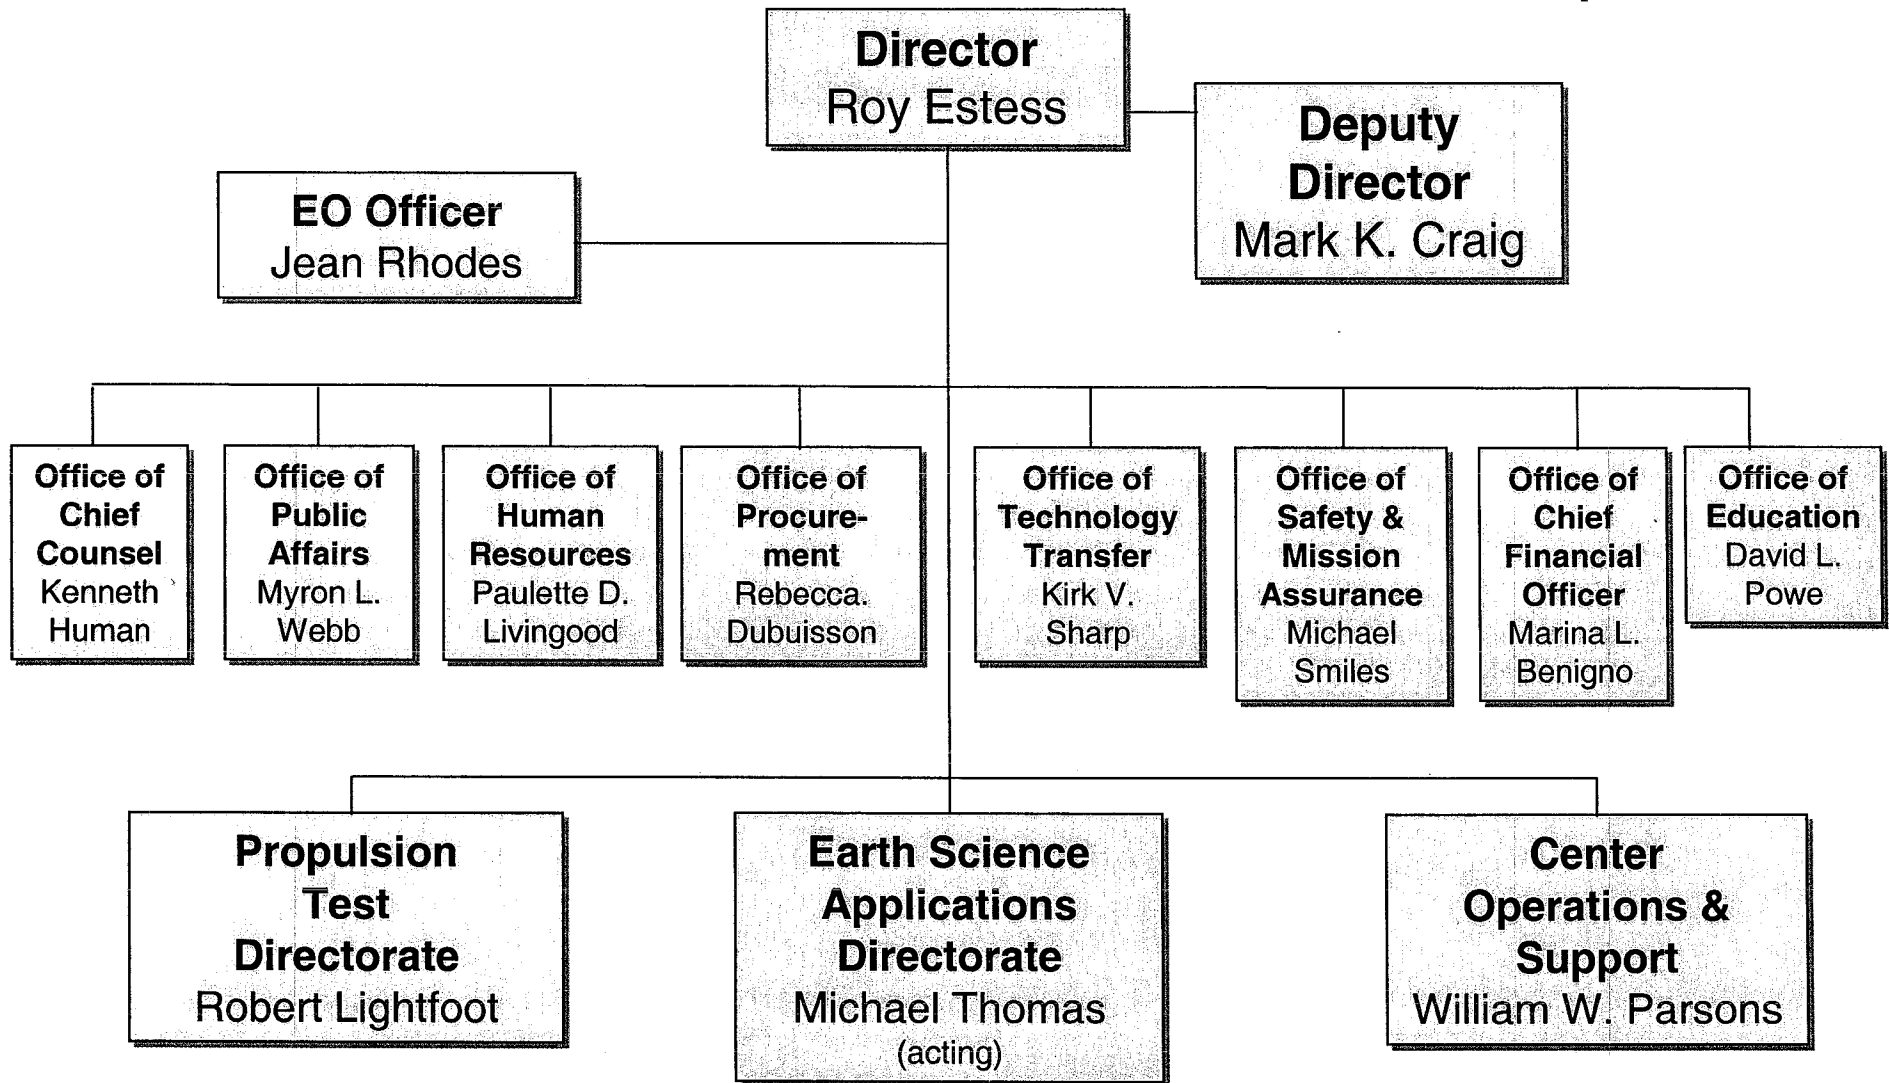 Director
Roy Estess
Deputy
Director
Mark K. Craig
EO Officer
Jean Rhodes
Office of
Chief
Counsel
Kenneth
Human
Office of
Public
Affairs
Myron L.
Webb
Office of
Human
Resources
Paulette D.
Livingood
Office of
Procure-
ment
Rebecca.
Dubuisson
Office of
Technology
Transfer
Kirk V.
Sharp
Office of
Safety &
Mission
Assurance
Michael
Smiles
Office of
Chief
Financial
Officer
Marina L.
Benigno
Office of
Education
David L.
Powe
Propulsion
Test
Directorate
Robert Lightfoot
Earth Science
Applications
Directorate
Michael Thomas
(acting)
Center
Operations &
Support
William W. Parsons